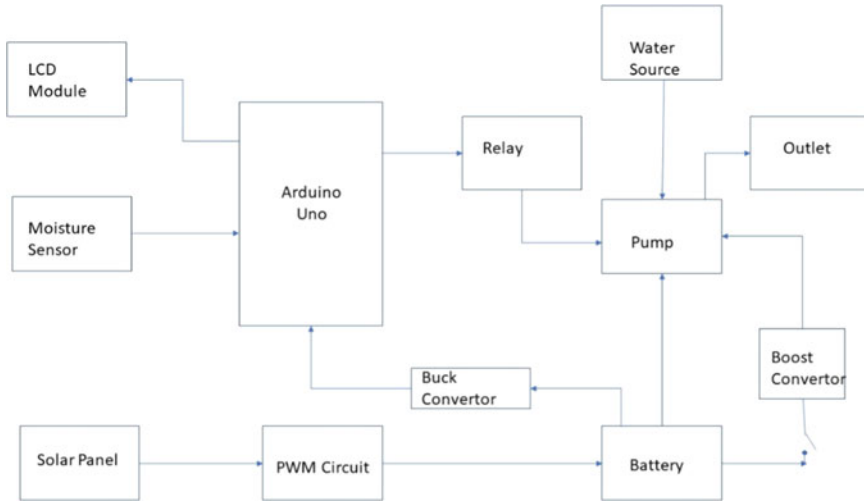 LCD
Module
Water
Source
Relay
Outlet
Arduino
Uno
Moisture
Sensor
Pump
Buck
Convertor
Boost
Convertor
Solar Panel
PWM Circuit
Battery